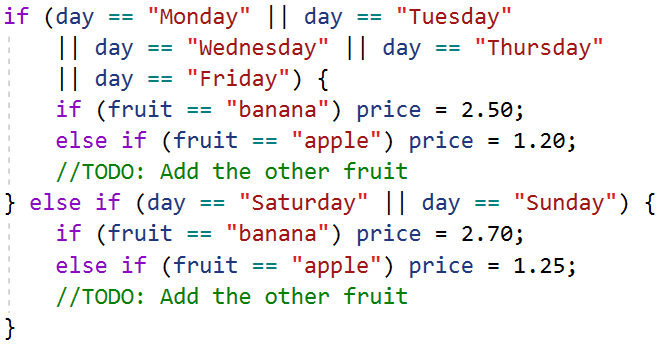 if (day == "Monday" || day == "Tuesday"
    || day == "Wednesday" || day == "Thursday"
    || day == "Friday") {
    if (fruit == "banana") price = 2.50;
    else if (fruit == "apple") price = 1.20;
    //TODO: Add the other fruit
} else if (day == "Saturday" || day == "Sunday") {
    if (fruit == "banana") price = 2.70;
    else if (fruit == "apple") price = 1.25;
    //TODO: Add the other fruit
}